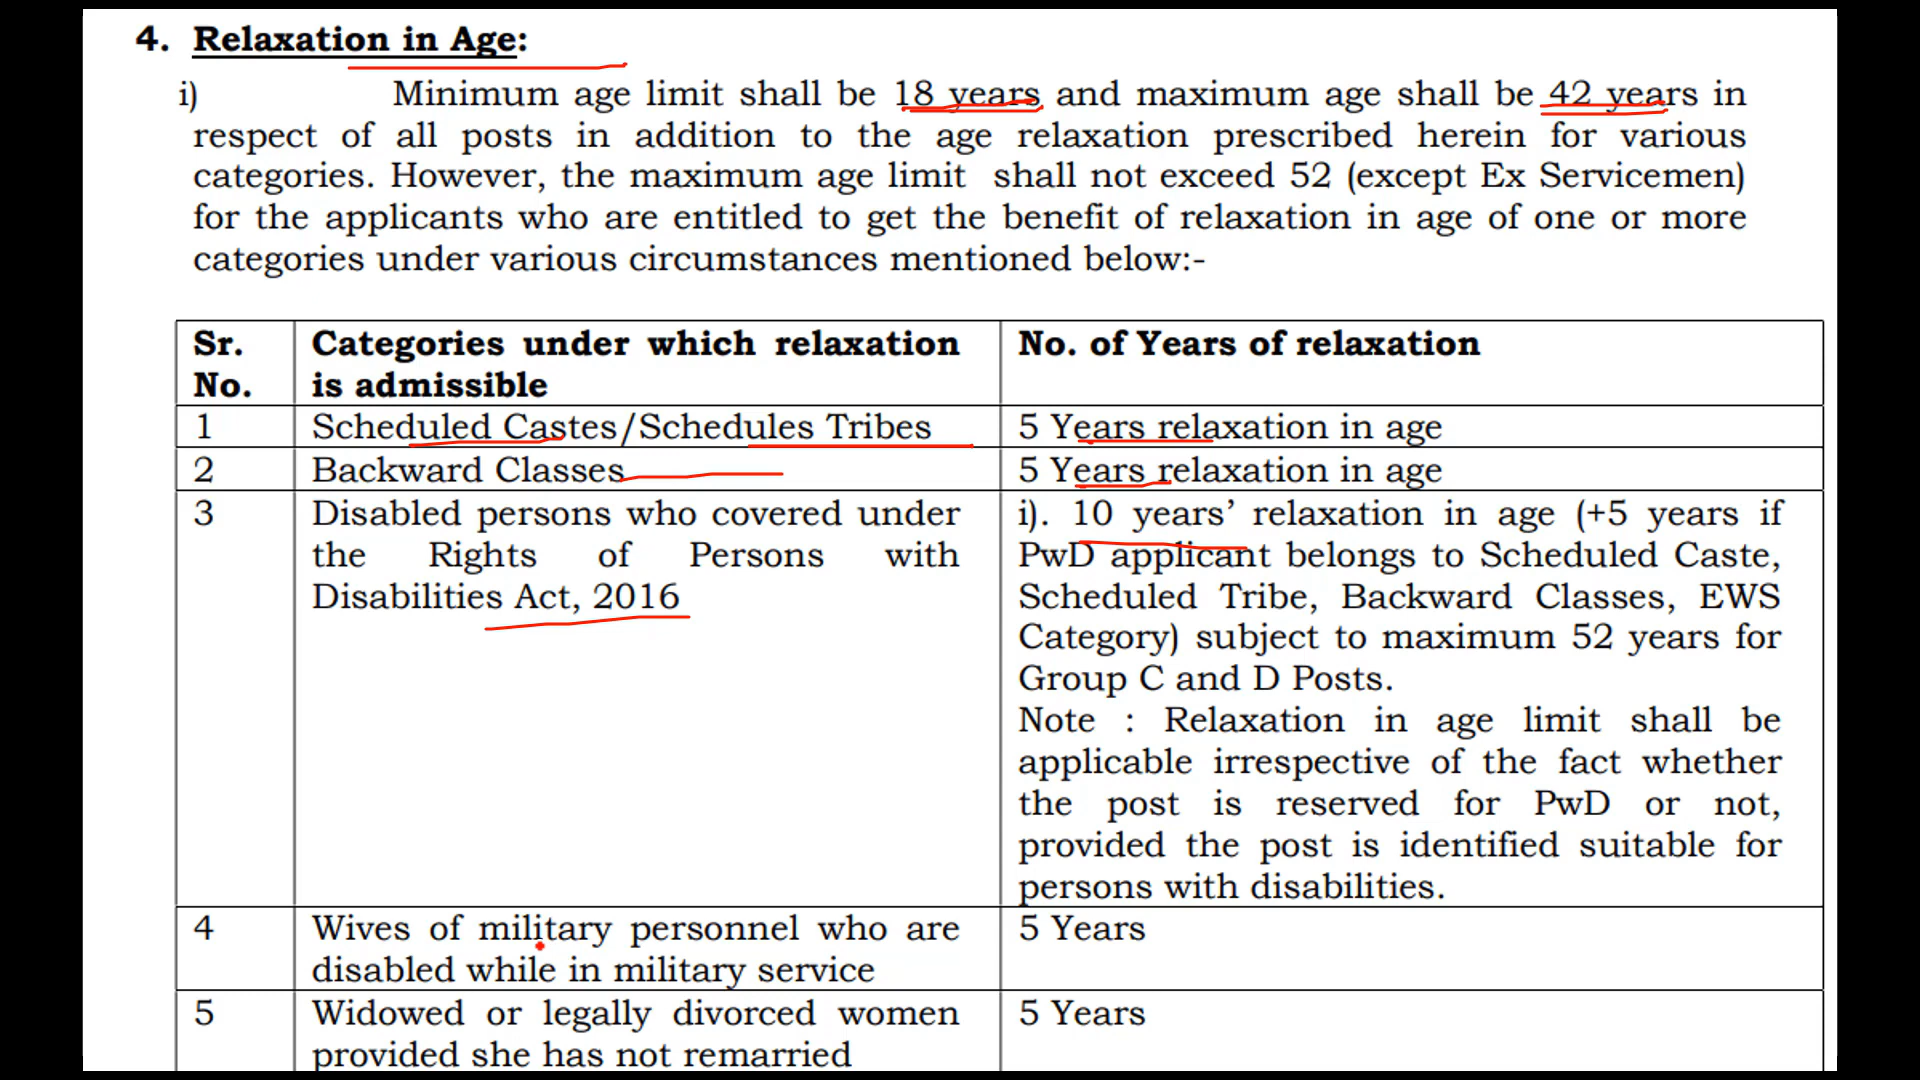 4. Relaxation in Age:
i) Minimum age limit shall be 18 years and maximum age shall be 42 years in
respect of all posts in addition to the age relaxation prescribed herein for various
categories. However, the maximum age limit shall not exceed 52 (except Ex Servicemen)
for the applicants who are entitled to get the benefit of relaxation in age of one or more
categories under various circumstances mentioned below:-
Sr. No.
Categories under which relaxation
is admissible
No. of Years of relaxation
1
Scheduled Castes/Schedules Tribes
5 Years relaxation in age
2
Backward Classes
5 Years relaxation in age
3
Disabled persons who covered under
the Rights of Persons with
Disabilities Act, 2016
i). 10 years’ relaxation in age (+5 years if
PwD applicant belongs to Scheduled Caste,
Scheduled Tribe, Backward Classes, EWS
Category) subject to maximum 52 years for
Group C and D Posts.
Note : Relaxation in age limit shall be
applicable irrespective of the fact whether
the post is reserved for PwD or not,
provided the post is identified suitable for
persons with disabilities.
4
Wives of military personnel who are
disabled while in military service
5 Years
5
Widowed or legally divorced women
provided she has not remarried
5 Years